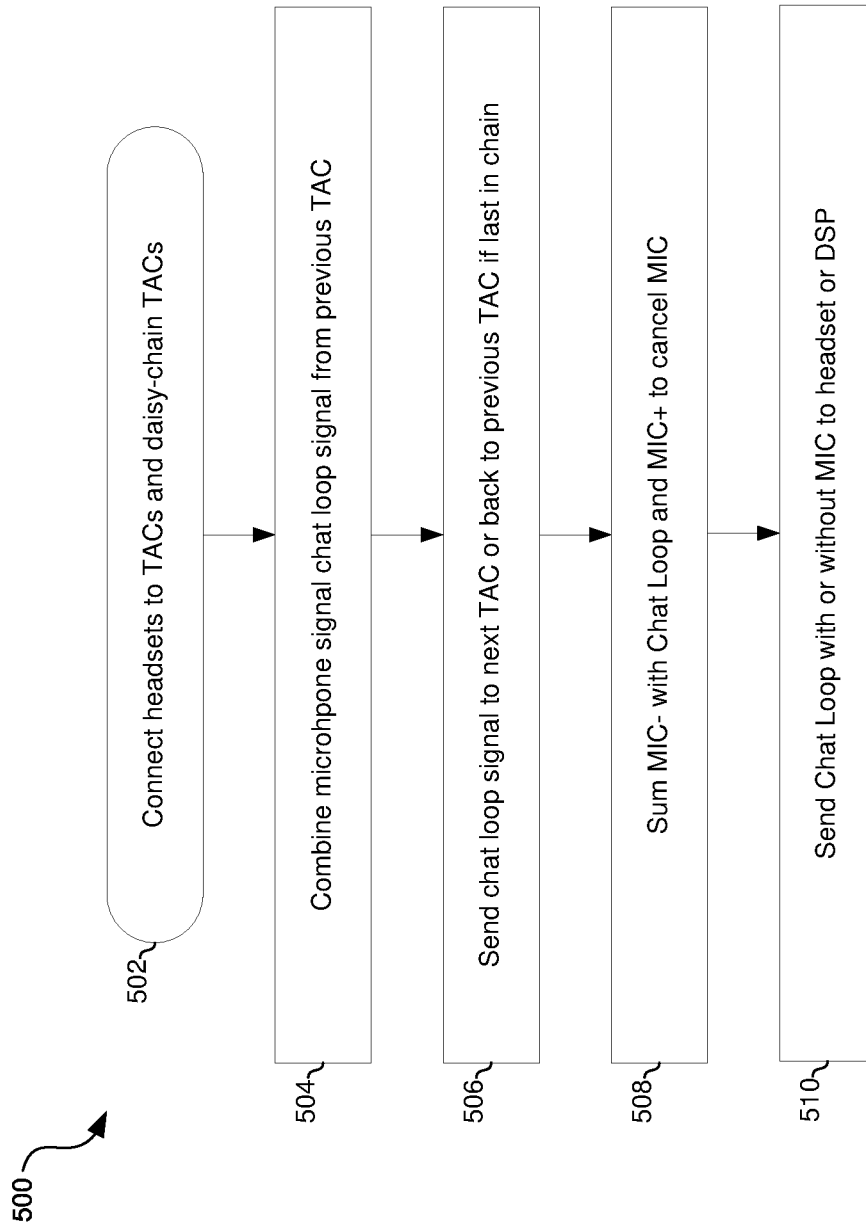 500
502
Connect headsets to TACs and daisy-chain TACs
504
Combine microhpone signal chat loop signal from previous TAC
506
Send chat loop signal to next TAC or back to previous TAC if last in chain
508
Sum MIC- with Chat Loop and MIC+ to cancel MIC
510
Send Chat Loop with or without MIC to headset or DSP